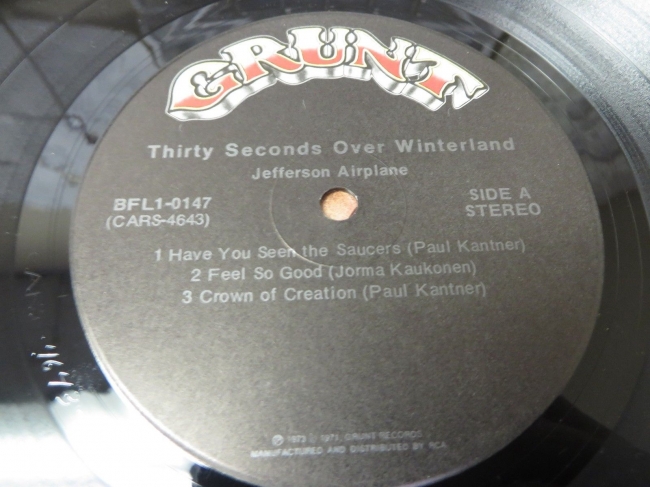 GRUNT
Thirty Seconds Over Winterland
Jefferson Airplane
BFL1-0147
(CARS-4643)
SIDE A
STEREO
1 Have You Seen the Saucers (Paul Kantner)
2 Feel So Good (Jorma Kaukonen)
3 Crown of Creation (Paul Kantner)
GRUNT RECORDS
MANUFACTURED AND DISTRIBUTED BY RCA